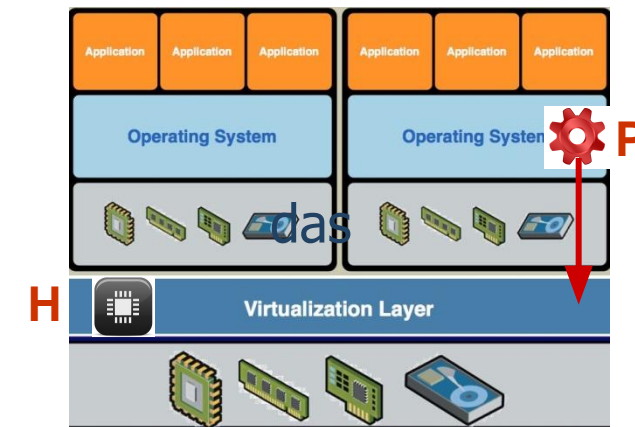 Application Application Application Application Application Application
Operating System Operating System
P
das
H
Virtualization Layer